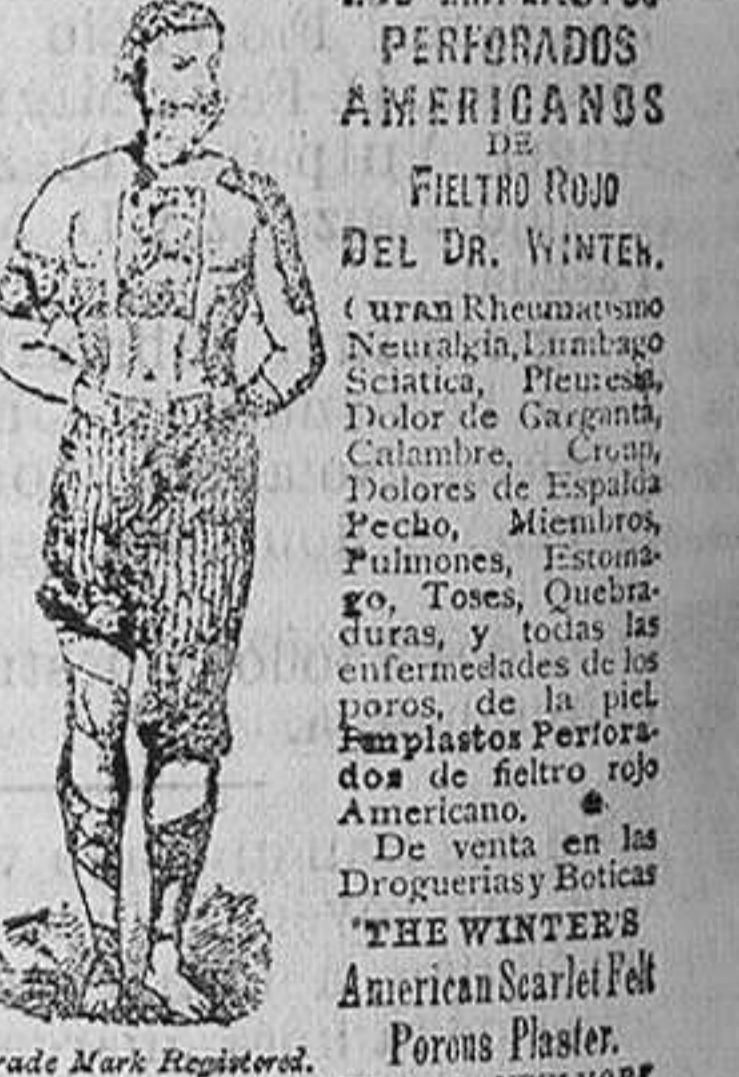 PERFORADOS
AMERICANOS
DE
FIELTRO ROJO
DEL DR. WINTER.
Curan Rheumatismo
Neuralgia, Lumbago
Sciatica, Pleuresia,
Dolor de Garganta,
Calambre, Croup,
Dolores de Espalda
Pecho, Miembros,
Pulmones, Estoma-
go, Toses, Quebra-
duras, y todas las
enfermedades de los
poros, de la piel.
Emplastos Perfora-
dos de fieltro rojo
Americano.
De venta en las
Droguerias y Boticas
"THE WINTER'S
American Scarlet Felt
Porous Plaster.
rade Mark Registered.